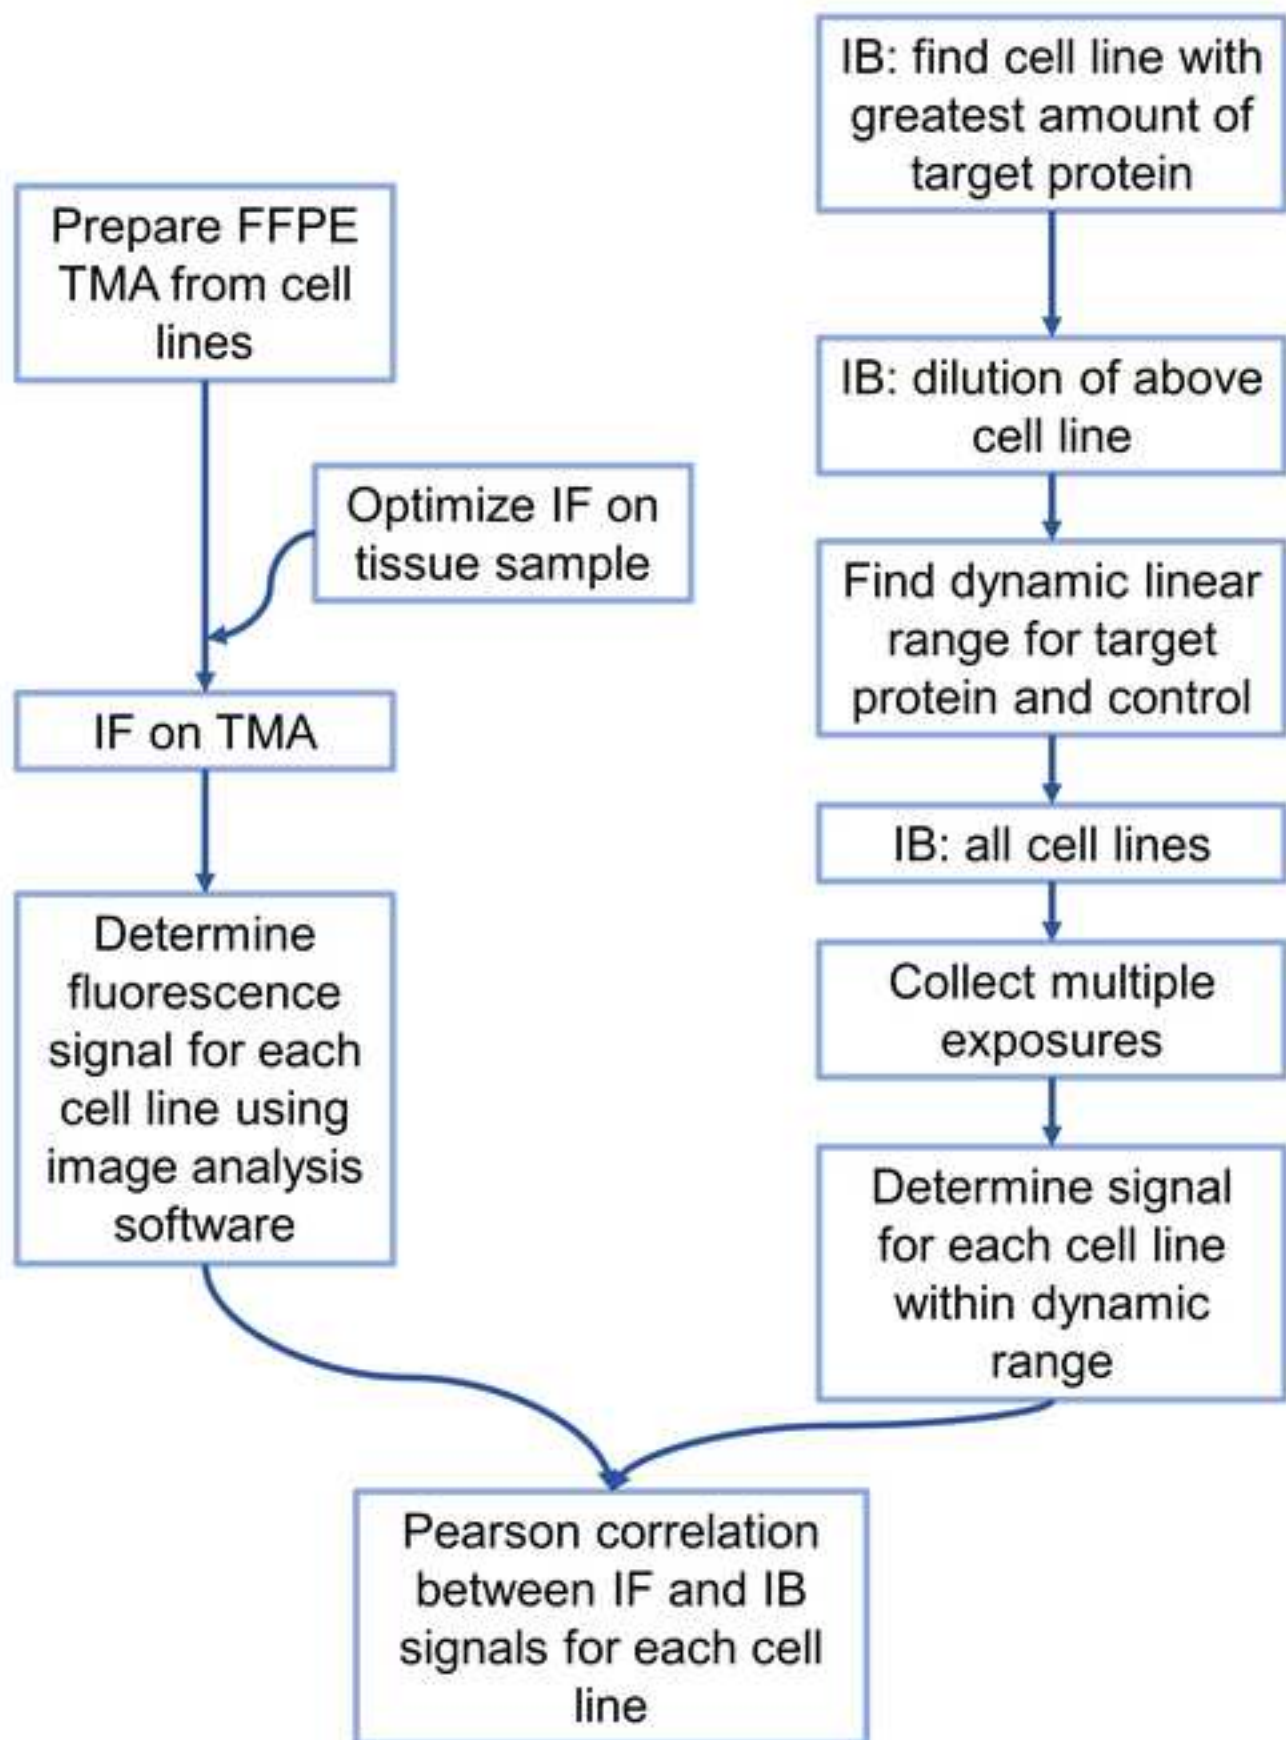 Prepare FFPE
TMA from cell
lines
Optimize IF on
tissue sample
IF on TMA
Determine
fluorescence
signal for each
cell line using
image analysis
software
IB: find cell line with
greatest amount of
target protein
IB: dilution of above
cell line
Find dynamic linear
range for target
protein and control
IB: all cell lines
Collect multiple
exposures
Determine signal
for each cell line
within dynamic
range
Pearson correlation
between IF and IB
signals for each cell
line